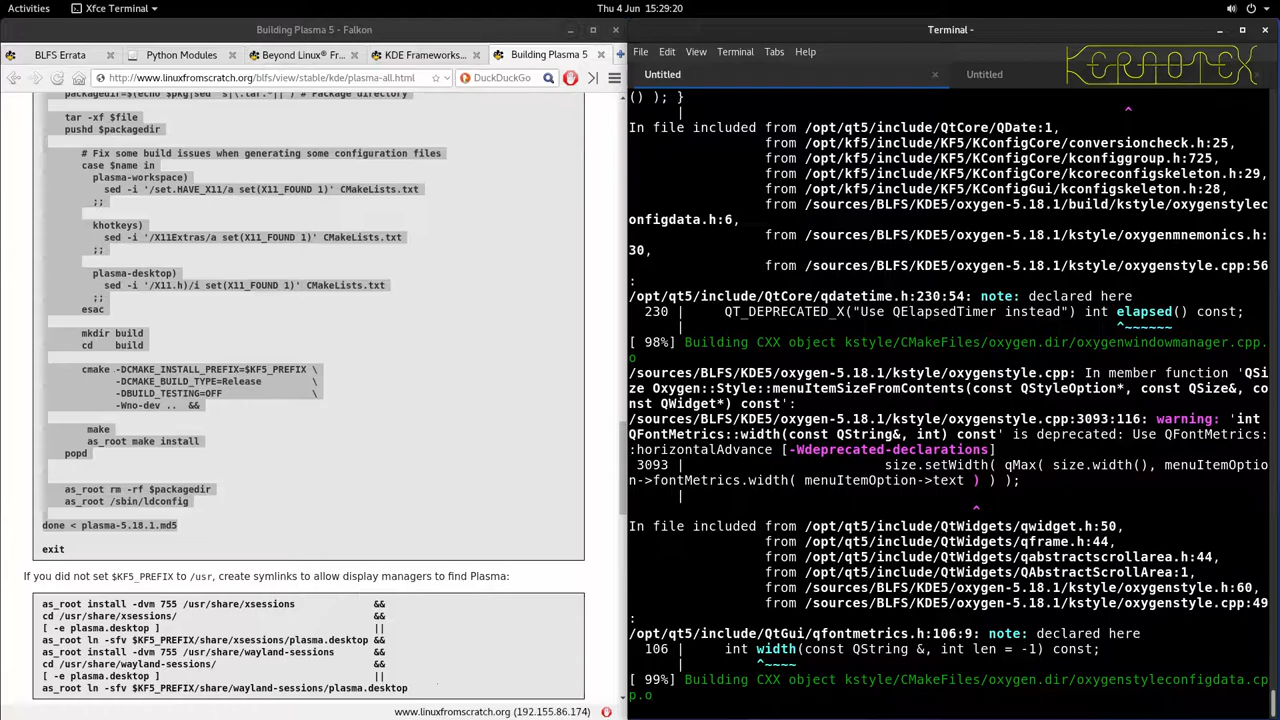 Activities
Xfce Terminal
Thu 4 Jun 15:29:20
Building Plasma 5 - Falkon
BLFS Errata
Python Modules
Beyond Linux® Fr...
KDE Frameworks...
Building Plasma 5
http://www.linuxfromscratch.org/blfs/view/stable/kde/plasma-all.html
DuckDuckGo
packagedir=$(echo $pkg|sed 's|\.tar.*||') # Package directory
tar -xf $file
pushd $packagedir
# Fix some build issues when generating some configuration files
case $name in
plasma-workspace)
sed -i '/set.HAVE_X11/a set(X11_FOUND 1)' CMakeLists.txt
;;
khotkeys)
sed -i '/X11Extras/a set(X11_FOUND 1)' CMakeLists.txt
;;
plasma-desktop)
sed -i '/X11.h)/i set(X11_FOUND 1)' CMakeLists.txt
;;
esac
mkdir build
cd    build
cmake -DCMAKE_INSTALL_PREFIX=$KF5_PREFIX \
-DCMAKE_BUILD_TYPE=Release         \
-DBUILD_TESTING=OFF                \
-Wno-dev ..  &&
make
as_root make install
popd
as_root rm -rf $packagedir
as_root /sbin/ldconfig
done < plasma-5.18.1.md5
exit
If you did not set $KF5_PREFIX to /usr, create symlinks to allow display managers to find Plasma:
as_root install -dvm 755 /usr/share/xsessions              &&
cd /usr/share/xsessions/                                   &&
[ -e plasma.desktop ]                                      ||
as_root ln -sfv $KF5_PREFIX/share/xsessions/plasma.desktop &&
as_root install -dvm 755 /usr/share/wayland-sessions       &&
cd /usr/share/wayland-sessions/                            &&
[ -e plasma.desktop ]                                      ||
as_root ln -sfv $KF5_PREFIX/share/wayland-sessions/plasma.desktop
www.linuxfromscratch.org (192.155.86.174)
Terminal -
File Edit View Terminal Tabs Help
KERNOTEX
Untitled
Untitled
() ); }
|
^
In file included from /opt/qt5/include/QtCore/QDate:1,
from /opt/kf5/include/KF5/KConfigCore/conversioncheck.h:25,
from /opt/kf5/include/KF5/KConfigCore/kconfiggroup.h:725,
from /opt/kf5/include/KF5/KConfigCore/kcoreconfigskeleton.h:29,
from /opt/kf5/include/KF5/KConfigGui/kconfigskeleton.h:28,
from /sources/BLFS/KDE5/oxygen-5.18.1/build/kstyle/oxygenstylec
onfigdata.h:6,
from /sources/BLFS/KDE5/oxygen-5.18.1/kstyle/oxygenmnemonics.h:
30,
from /sources/BLFS/KDE5/oxygen-5.18.1/kstyle/oxygenstyle.cpp:56
:
/opt/qt5/include/QtCore/qdatetime.h:230:54: note: declared here
230 |     QT_DEPRECATED_X("Use QElapsedTimer instead") int elapsed() const;
|                                                      ^~~~~~~
[ 98%] Building CXX object kstyle/CMakeFiles/oxygen.dir/oxygenwindowmanager.cpp.
o
/sources/BLFS/KDE5/oxygen-5.18.1/kstyle/oxygenstyle.cpp: In member function 'QSi
ze Oxygen::Style::menuItemSizeFromContents(const QStyleOption*, const QSize&, co
nst QWidget*) const':
/sources/BLFS/KDE5/oxygen-5.18.1/kstyle/oxygenstyle.cpp:3093:116: warning: 'int
QFontMetrics::width(const QString&, int) const' is deprecated: Use QFontMetrics:
:horizontalAdvance [-Wdeprecated-declarations]
3093 |                         size.setWidth( qMax( size.width(), menuItemOptio
n->fontMetrics.width( menuItemOption->text ) ) );
|
^
In file included from /opt/qt5/include/QtWidgets/qwidget.h:50,
from /opt/qt5/include/QtWidgets/qframe.h:44,
from /opt/qt5/include/QtWidgets/qabstractscrollarea.h:44,
from /opt/qt5/include/QtWidgets/QAbstractScrollArea:1,
from /sources/BLFS/KDE5/oxygen-5.18.1/kstyle/oxygenstyle.h:60,
from /sources/BLFS/KDE5/oxygen-5.18.1/kstyle/oxygenstyle.cpp:49
:
/opt/qt5/include/QtGui/qfontmetrics.h:106:9: note: declared here
106 |     int width(const QString &, int len = -1) const;
|         ^~~~~
[ 99%] Building CXX object kstyle/CMakeFiles/oxygen.dir/oxygenstyleconfigdata.cp
p.o